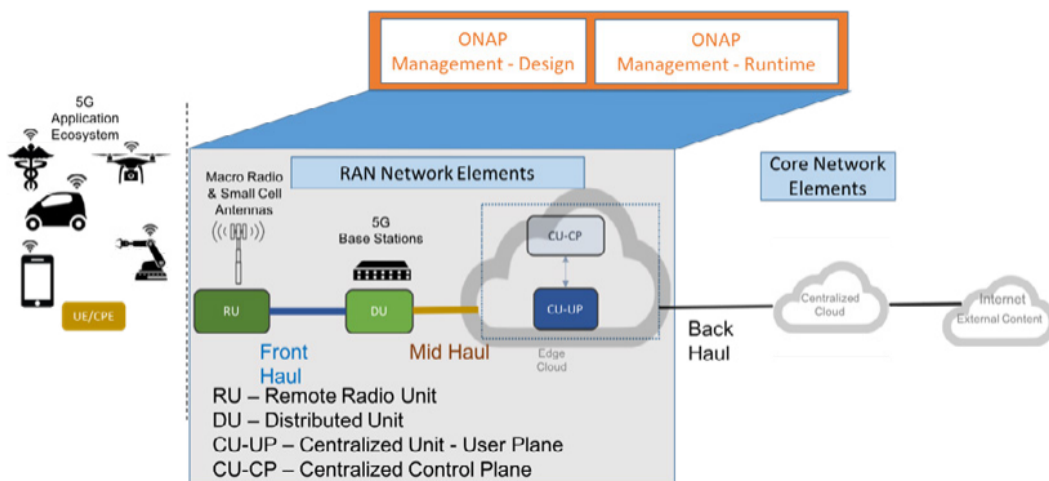 ONAP
Management - Design
ONAP
Management - Runtime
5G
Application
Ecosystem
RAN Network Elements
Core Network
Elements
Macro Radio
& Small Cell
Antennas
5G
Base Stations
CU-CP
CU-UP
RU
DU
UE/CPE
Edge
Cloud
Centralized
Cloud
Internet
External Content
Front
Haul
Mid Haul
Back
Haul
RU – Remote Radio Unit
DU – Distributed Unit
CU-UP – Centralized Unit - User Plane
CU-CP – Centralized Control Plane